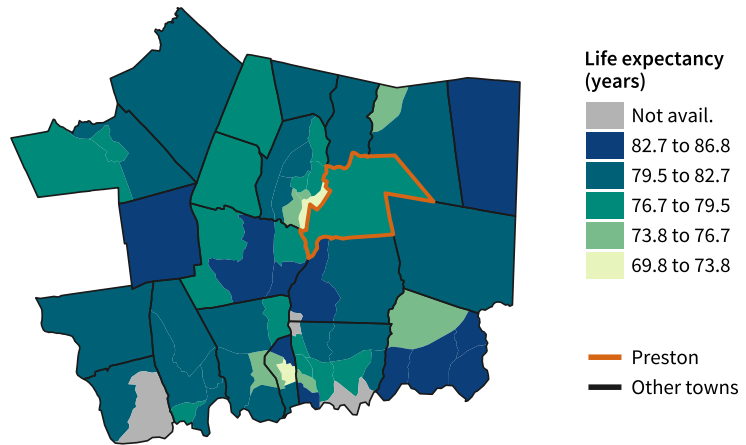 Life expectancy
(years)
Not avail.
82.7 to 86.8
79.5 to 82.7
76.7 to 79.5
73.8 to 76.7
69.8 to 73.8
Preston
Other towns